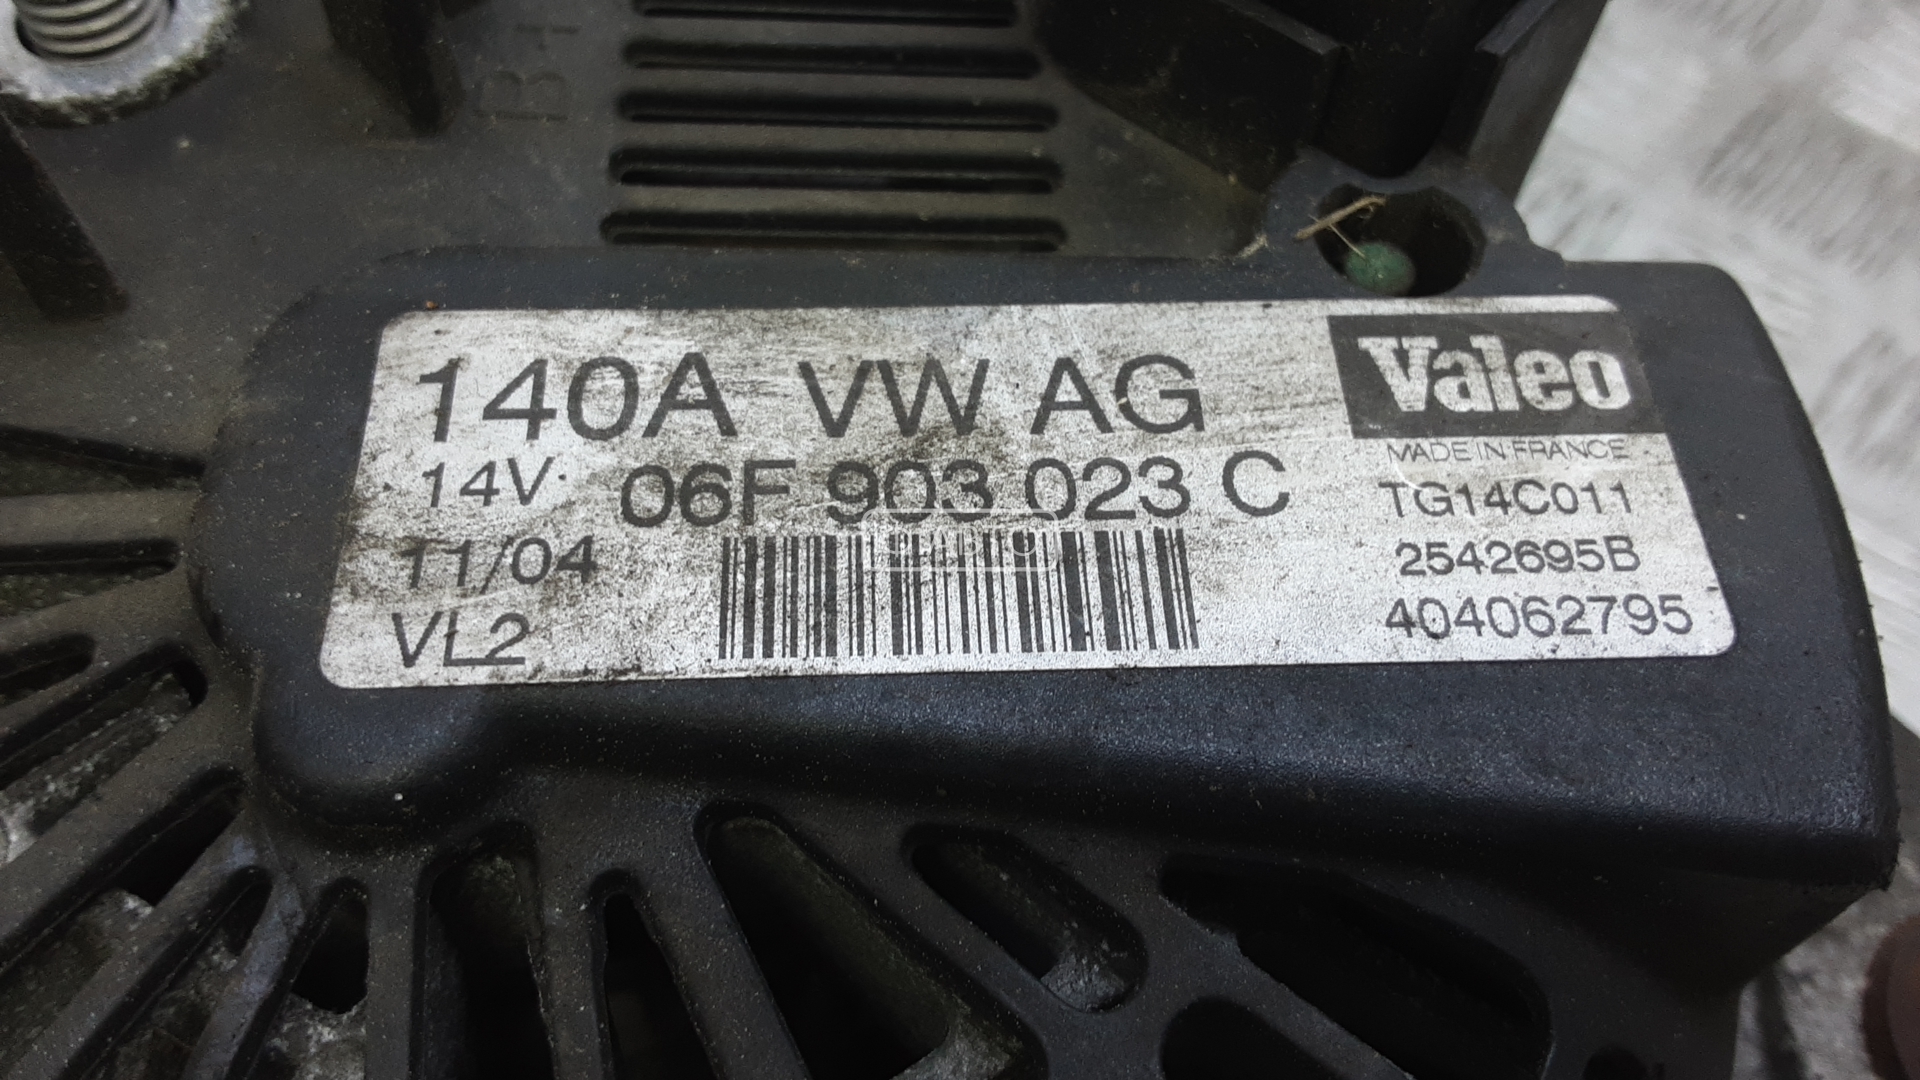 B+
140A VW AG
14V 06F 903 023 C
11/04
VL2
Valeo
MADE IN FRANCE
TG14C011
2542695B
404062795